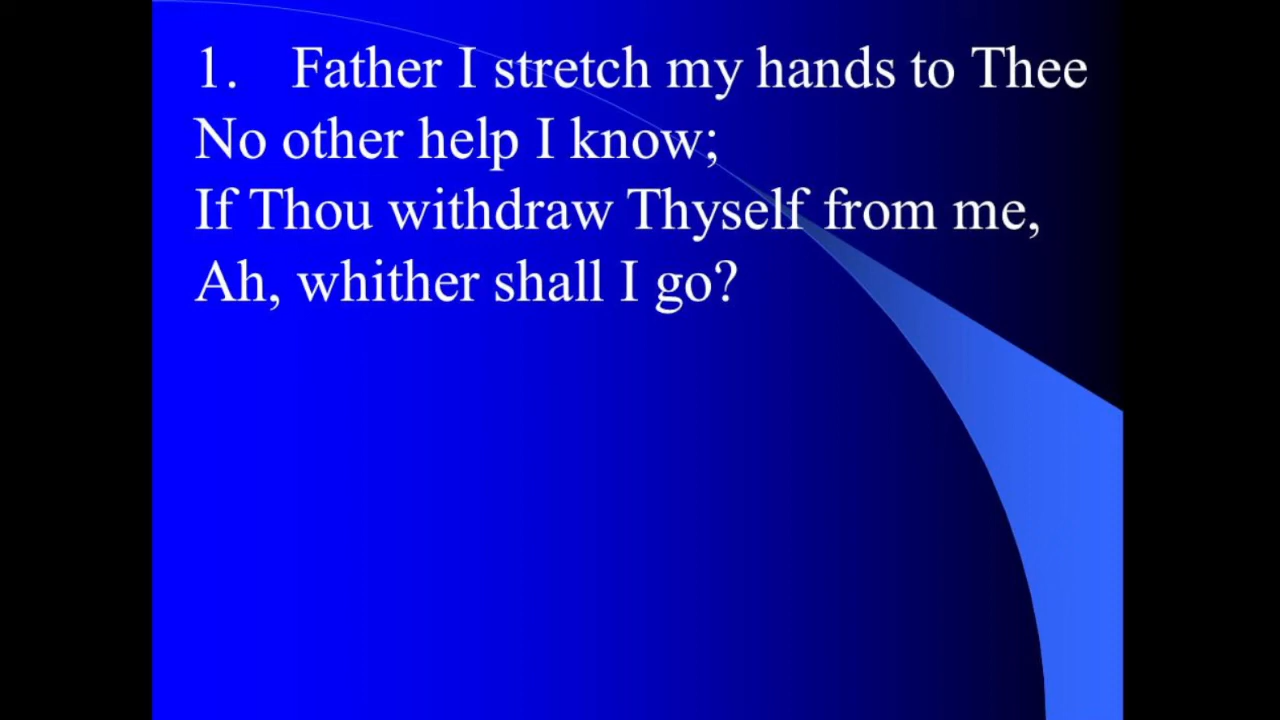 1. Father I stretch my hands to Thee
No other help I know;
If Thou withdraw Thyself from me,
Ah, whither shall I go?